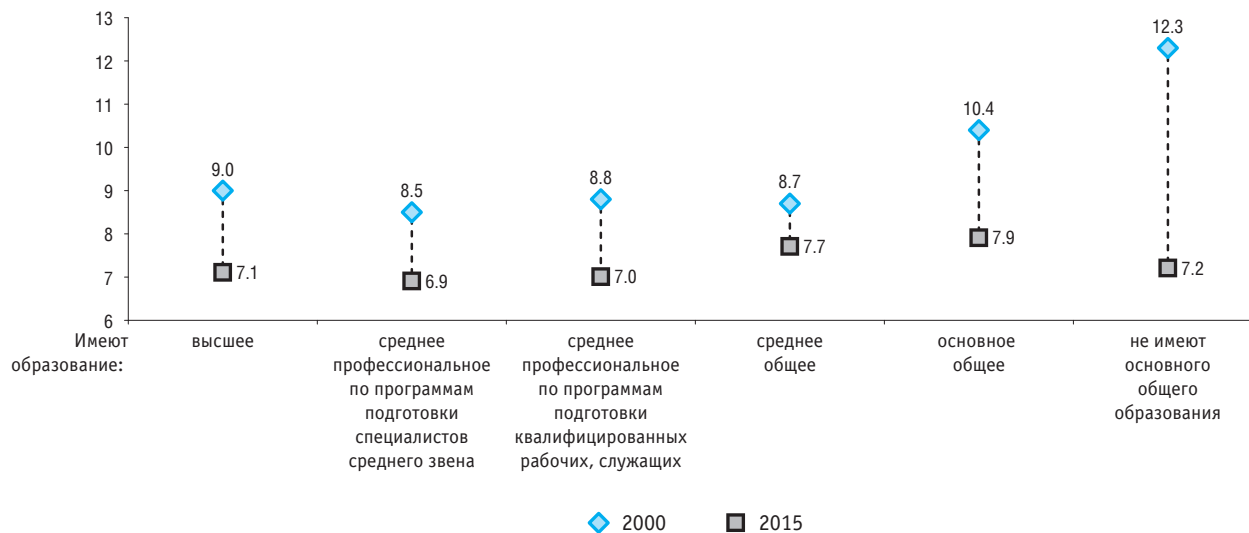 13
12
11
10
9
8
7
6
9.0
7.1
8.5
6.9
8.8
7.0
8.7
7.7
10.4
7.9
12.3
7.2
Имеют
образование:
высшее
среднее
профессиональное
по программам
подготовки
специалистов
среднего звена
среднее
профессиональное
по программам
подготовки
квалифицированных
рабочих, служащих
среднее
общее
основное
общее
не имеют
основного
общего
образования
2000
2015